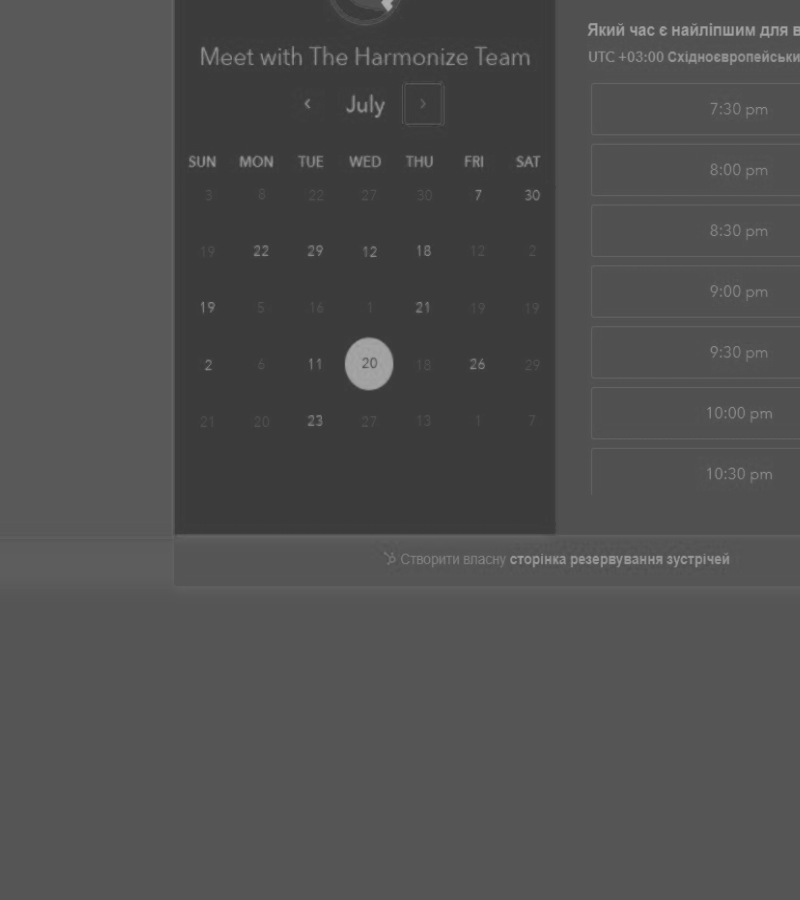 Meet with The Harmonize Team
‹ July ›
SUN MON TUE WED THU FRI SAT
3 8 22 27 30 7 30
19 22 29 12 18 12 2
19 5 16 1 21 19 19
2 6 11 20 18 26 29
21 20 23 27 13 1 7
Який час є найліпшим для
UTC +03:00 Східноєвропейськи
7:30 pm
8:00 pm
8:30 pm
9:00 pm
9:30 pm
10:00 pm
10:30 pm
Створити власну сторінка резервування зустрічей